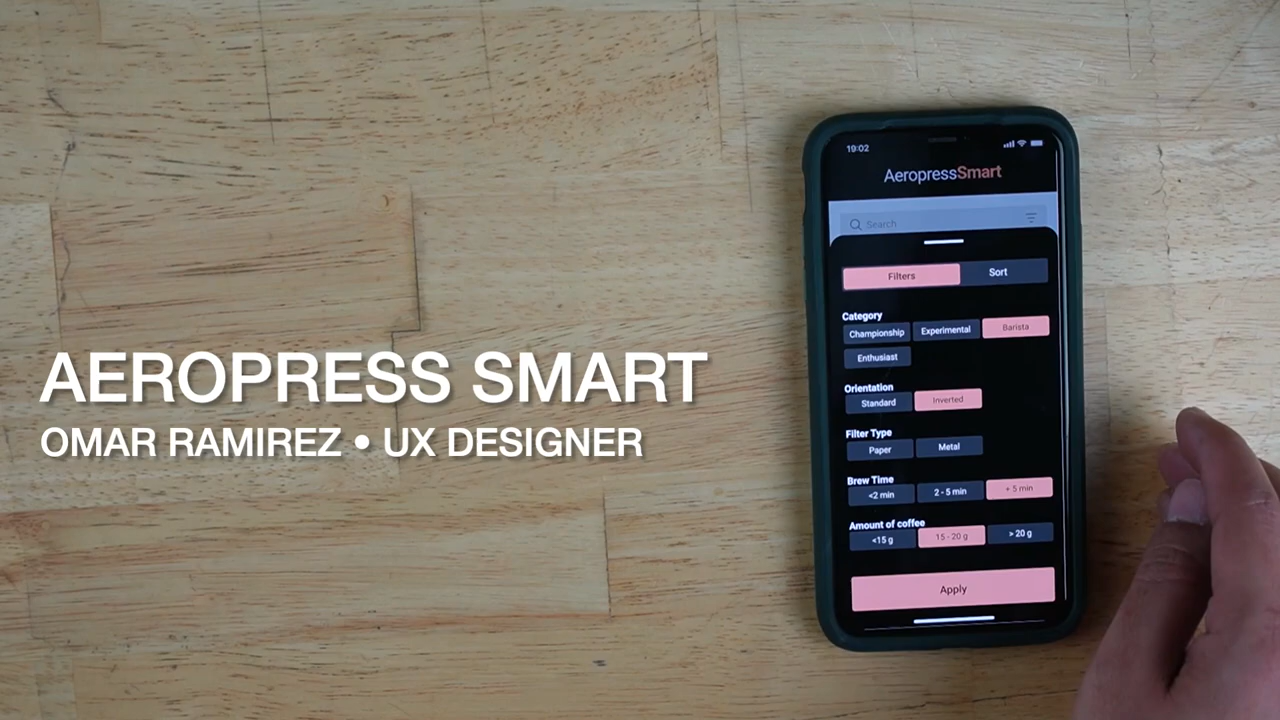 AEROPRESS SMART
OMAR RAMIREZ • UX DESIGNER
19:02
AeropressSmart
Search
Filters Sort
Category
Championship Experimental Barista
Enthusiast
Orientation
Standard Inverted
Filter Type
Paper Metal
Brew Time
<2 min 2 - 5 min + 5 min
Amount of coffee
<15 g 15 - 20 g > 20 g
Apply